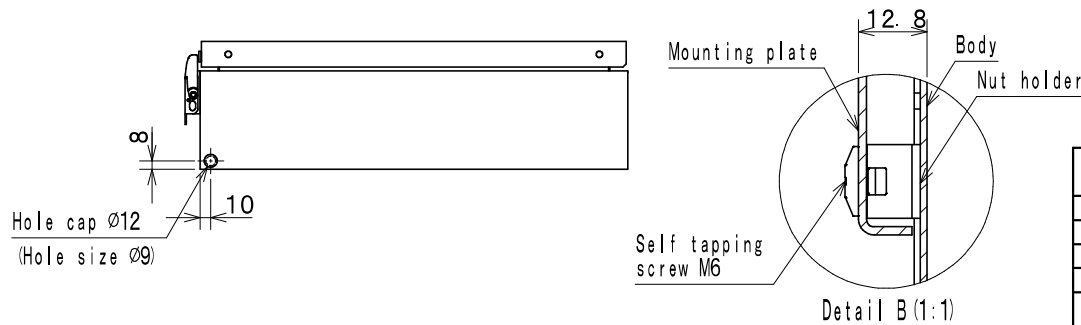 12. 8
Mounting plate
Body
Nut holder
8
10
Hole cap Ø12
(Hole size Ø9)
Self tapping
screw M6
Detail B (1:1)